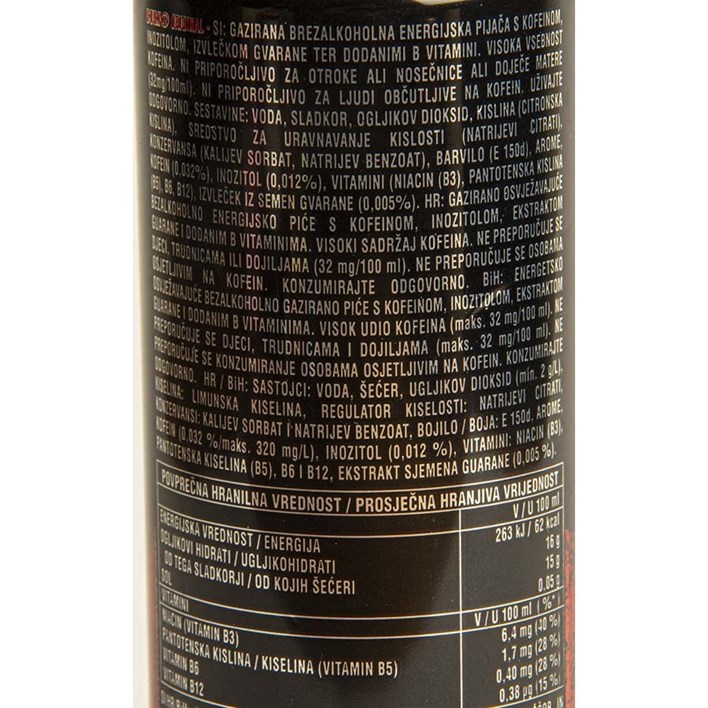 ORIGINAL - SI: GAZIRANA BREZALKOHOLNA ENERGIJSKA PIJAČA S KOFEINOM,
INOZITOLOM, IZVLEČKOM GVARANE TER DODANIMI B VITAMINI. VISOKA VSEBNOST
KOFEINA. NI PRIPOROČLJIVO ZA OTROKE ALI NOSEČNICE ALI DOJEČE MATERE
(32mg/100ml). NI PRIPOROČLJIVO ZA LJUDI OBČUTLJIVE NA KOFEIN. UŽIVAJTE
ODGOVORNO. SESTAVINE: VODA, SLADKOR, OGLJIKOV DIOKSID, KISLINA (CITRONSKA
KISLINA), SREDSTVO ZA URAVNAVANJE KISLOSTI (NATRIJEVI CITRATI),
KONZERVANSA (KALIJEV SORBAT, NATRIJEV BENZOAT), BARVILO (E 150d), AROME,
KOFEIN (0,032%), INOZITOL (0,012%), VITAMINI (NIACIN (B3), PANTOTENSKA KISLINA
(B5), B6, B12), IZVLEČEK IZ SEMEN GVARANE (0,005%). HR: GAZIRANO OSVJEŽAVAJUĆE
BEZALKOHOLNO ENERGIJSKO PIĆE S KOFEINOM, INOZITOLOM, EKSTRAKTOM
GUARANE I DODANIM B VITAMINIMA. VISOKI SADRŽAJ KOFEINA. NE PREPORUČUJE SE
DJECI, TRUDNICAMA ILI DOJILJAMA (32 mg/100 ml). NE PREPORUČUJE SE OSOBAMA
OSJETLJIVIM NA KOFEIN. KONZUMIRAJTE ODGOVORNO. BiH: ENERGETSKO
OSVJEŽAVAJUĆE BEZALKOHOLNO GAZIRANO PIĆE S KOFEINOM, INOZITOLOM, EKSTRAKTOM
GUARANE I DODANIM B VITAMINIMA. VISOK UDIO KOFEINA (maks. 32 mg/100 ml). NE
PREPORUČUJE SE DJECI, TRUDNICAMA I DOJILJAMA (maks. 32 mg/100 ml). NE
PREPORUČUJE SE KONZUMIRANJE OSOBAMA OSJETLJIVIM NA KOFEIN. KONZUMIRAJTE
ODGOVORNO. HR / BiH: SASTOJCI: VODA, ŠEĆER, UGLJIKOV DIOKSID (min. 2 g/L),
KISELINA: LIMUNSKA KISELINA, REGULATOR KISELOSTI: NATRIJEVI CITRATI,
KONZERVANSI: KALIJEV SORBAT I NATRIJEV BENZOAT, BOJILO / BOJA: E 150d, AROME,
KOFEIN (0.032 %/maks. 320 mg/L), INOZITOL (0,012 %), VITAMINI: NIACIN (B3),
PANTOTENSKA KISELINA (B5), B6 I B12, EKSTRAKT SJEMENA GUARANE (0,005 %).
POVPREČNA HRANILNA VREDNOST / PROSJEČNA HRANJIVA VRIJEDNOST
V / U 100 ml
ENERGIJSKA VREDNOST / ENERGIJA 263 kJ / 62 kcal
OGLJIKOVI HIDRATI / UGLJIKOHIDRATI 16 g
OD TEGA SLADKORJI / OD KOJIH ŠEĆERI 15 g
SOL 0.05 g
VITAMINI V / U 100 ml (%*)
NIACIN (VITAMIN B3) 6,4 mg (40 %)
PANTOTENSKA KISLINA / KISELINA (VITAMIN B5) 1.7 mg (28 %)
VITAMIN B6 0,40 mg (28 %)
VITAMIN B12 0.38 µg (15 %)